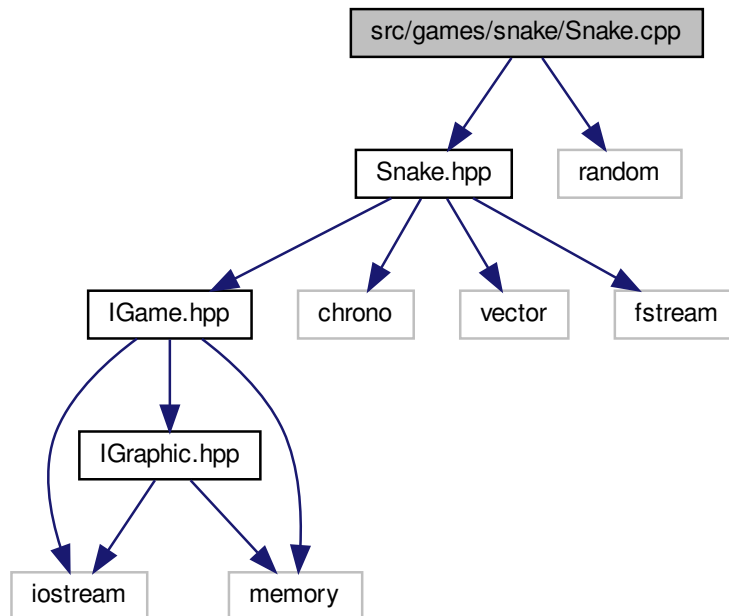 src/games/snake/Snake.cpp
Snake.hpp
random
IGame.hpp
chrono
vector
fstream
IGraphic.hpp
iostream
memory